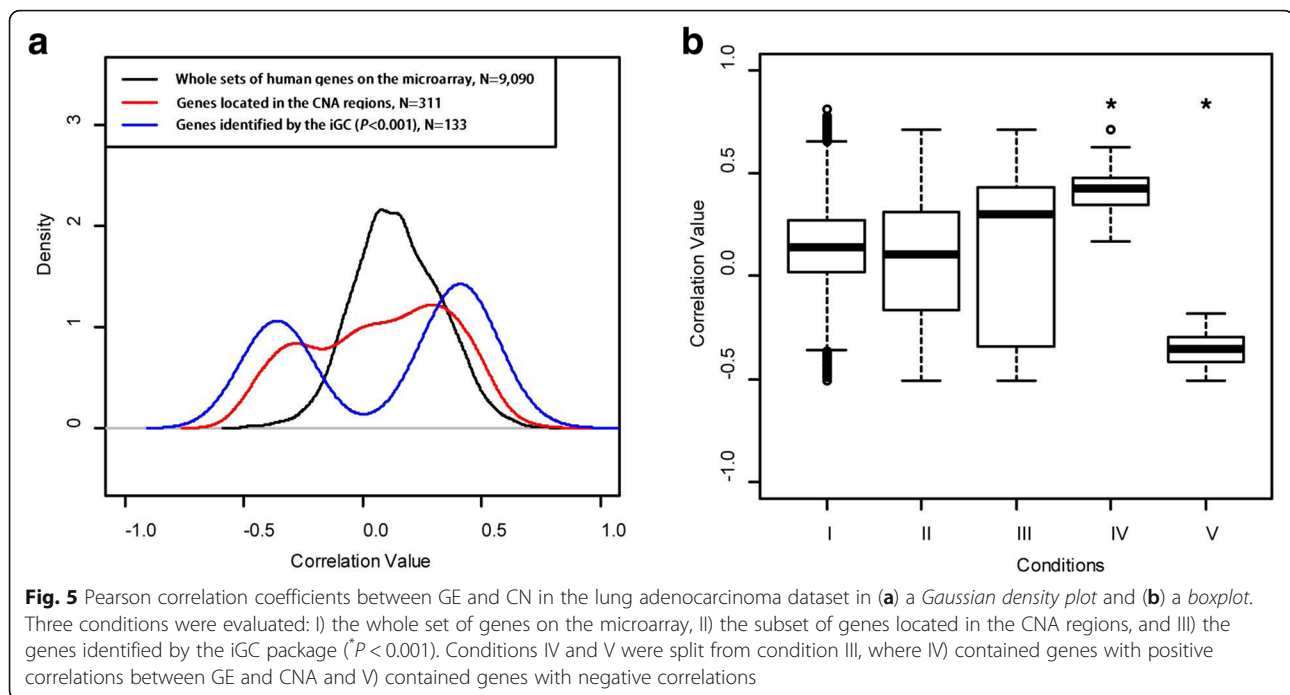 a
Whole sets of human genes on the microarray, N=9,090
Genes located in the CNA regions, N=311
Genes identified by the iGC (P<0.001), N=133
Density
3
2
1
0
-1.0 -0.5 0.0 0.5 1.0
Correlation Value
b
* *
Correlation Value
1.0
0.5
0.0
-0.5
-1.0
I II III IV V
Conditions
Fig. 5 Pearson correlation coefficients between GE and CN in the lung adenocarcinoma dataset in (a) a Gaussian density plot and (b) a boxplot.
Three conditions were evaluated: I) the whole set of genes on the microarray, II) the subset of genes located in the CNA regions, and III) the
genes identified by the iGC package (*P < 0.001). Conditions IV and V were split from condition III, where IV) contained genes with positive
correlations between GE and CNA and V) contained genes with negative correlations